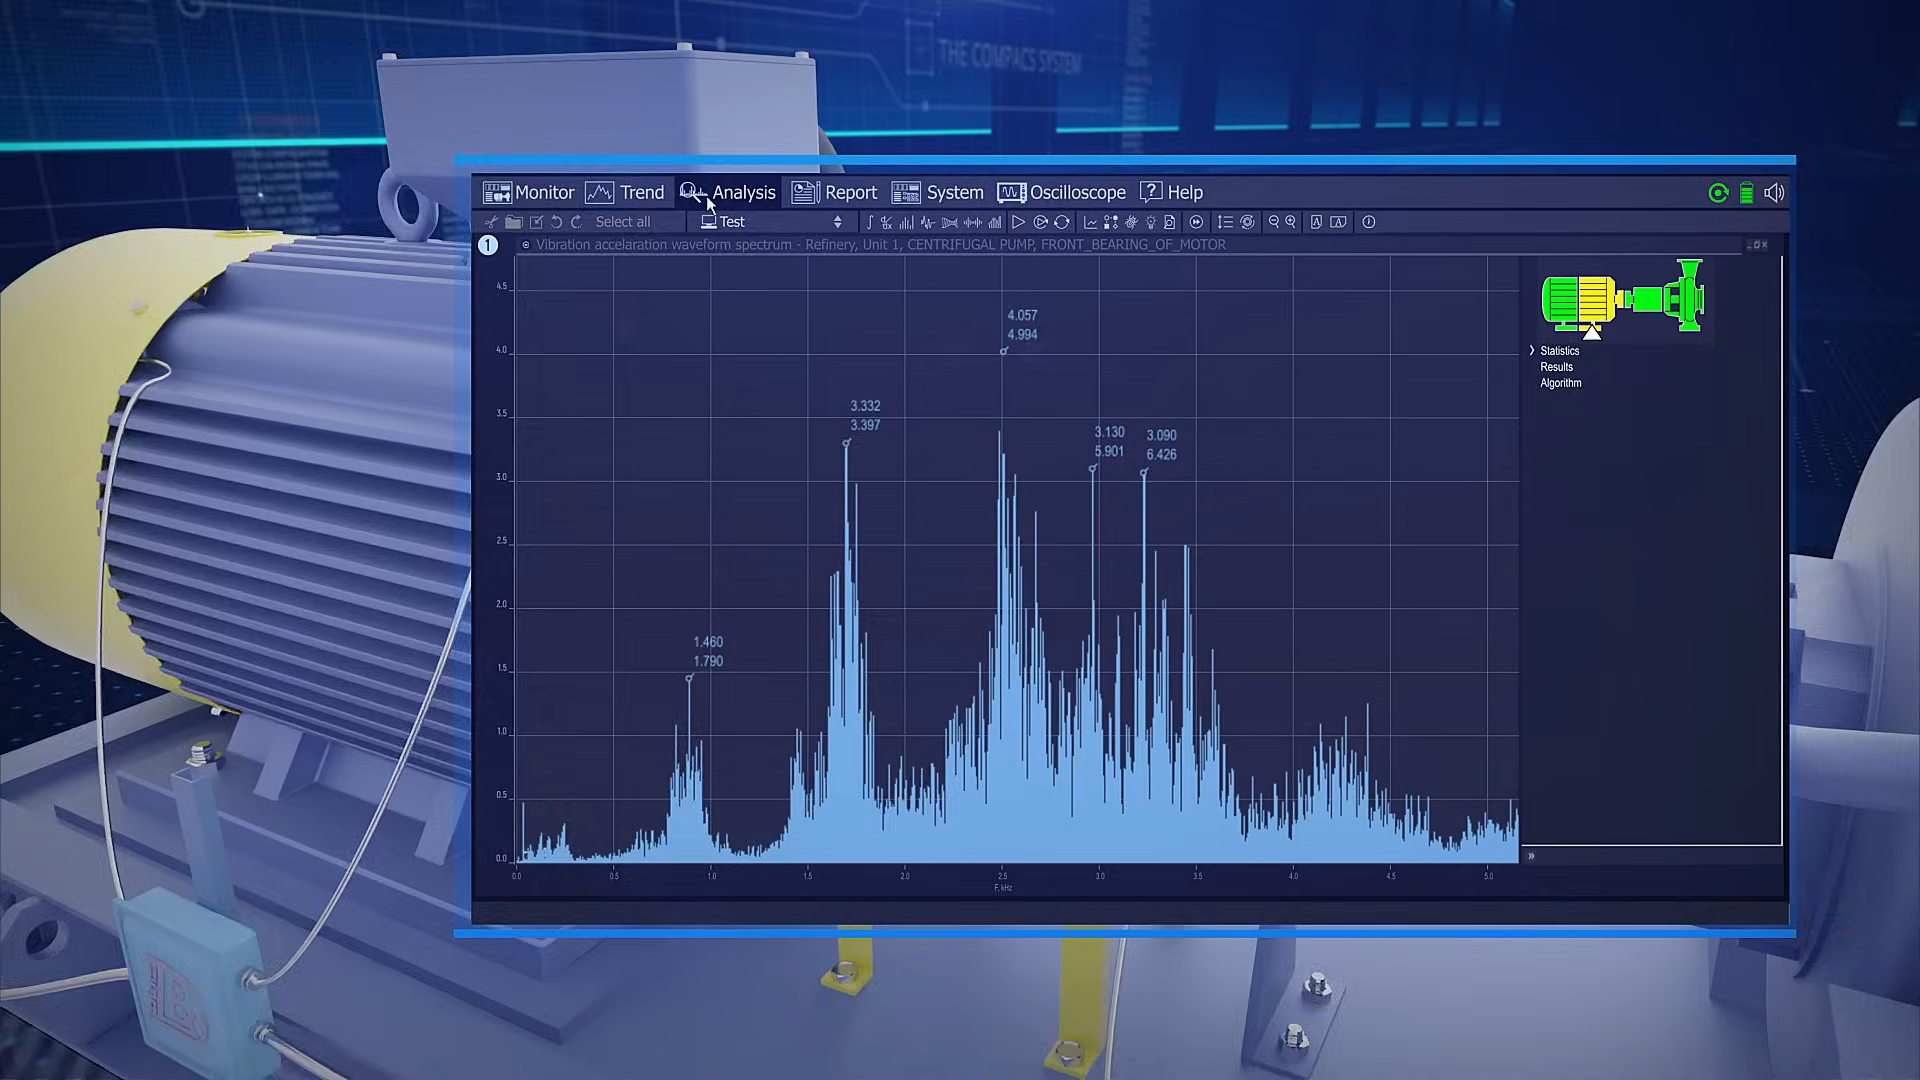 THE COMPACS SYSTEM
Monitor Trend Analysis Report System Oscilloscope Help
Select all Test
1 Vibration accelaration waveform spectrum - Refinery, Unit 1, CENTRIFUGAL PUMP, FRONT_BEARING_OF_MOTOR
4.5
4.0
3.5
3.0
2.5
2.0
1.5
1.0
0.5
0.0
4.057
4.994
3.332
3.397
3.130
5.901
3.090
6.426
1.460
1.790
0.0 0.5 1.0 1.5 2.0 2.5 3.0 3.5 4.0 4.5 5.0
F, kHz
Statistics
Results
Algorithm